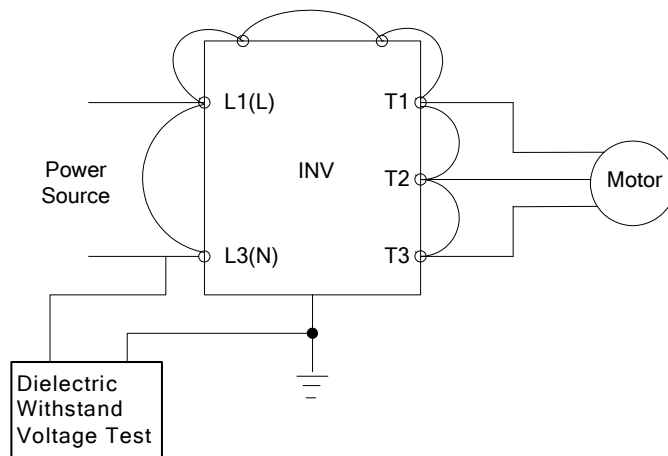 L1(L)
T1
Power
Source
INV
T2
Motor
L3(N)
T3
Dielectric
Withstand
Voltage Test